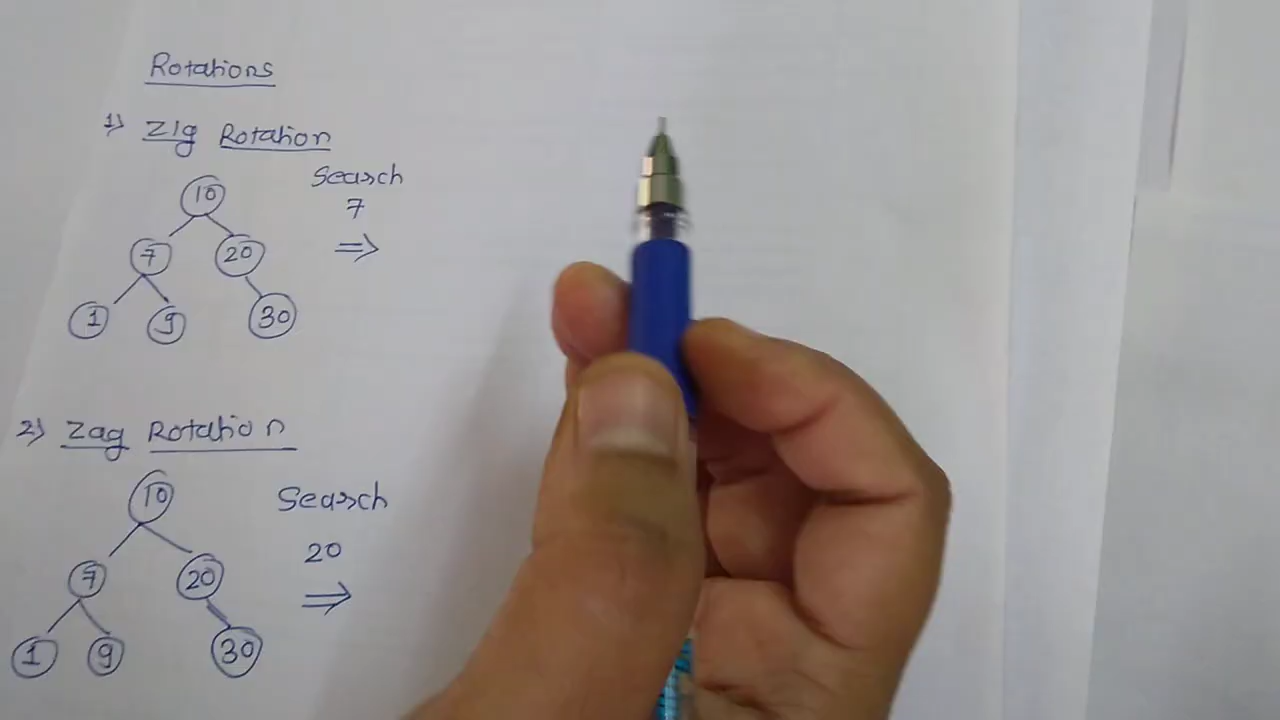 Rotations
1) Zig Rotation
Search
7
⇒
10
7 20
1 9 30
2) Zag Rotation
Search
20
⇒
10
7 20
1 9 30